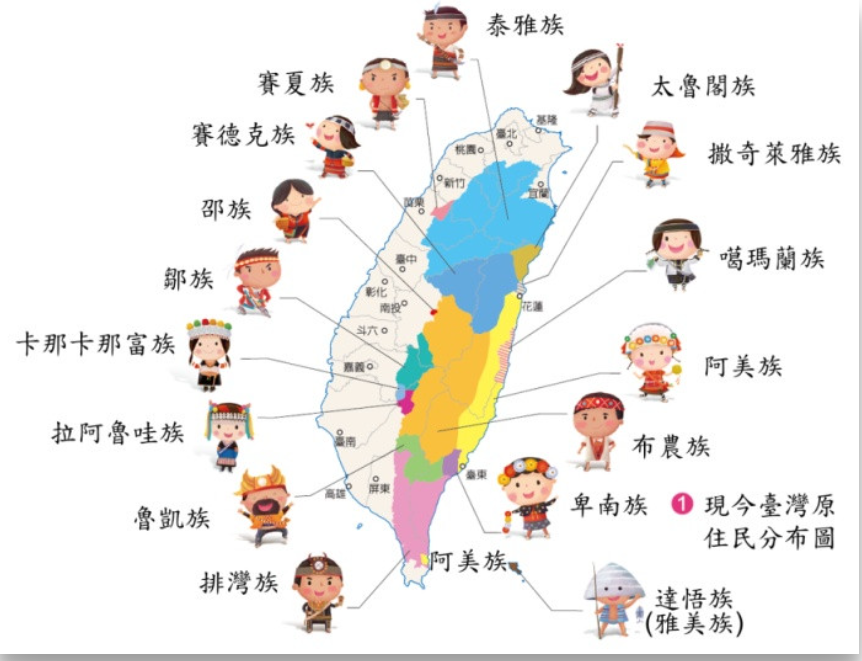 泰雅族
賽夏族
太魯閣族
賽德克族
撒奇萊雅族
邵族
噶瑪蘭族
鄒族
卡那卡那富族
阿美族
拉阿魯哇族
布農族
魯凱族
卑南族
排灣族
阿美族
達悟族
(雅美族)
1 現今臺灣原
住民分布圖
基隆
臺北
桃園
新竹
宜蘭
苗栗
臺中
彰化
南投
花蓮
斗六
嘉義
臺南
臺東
高雄
屏東